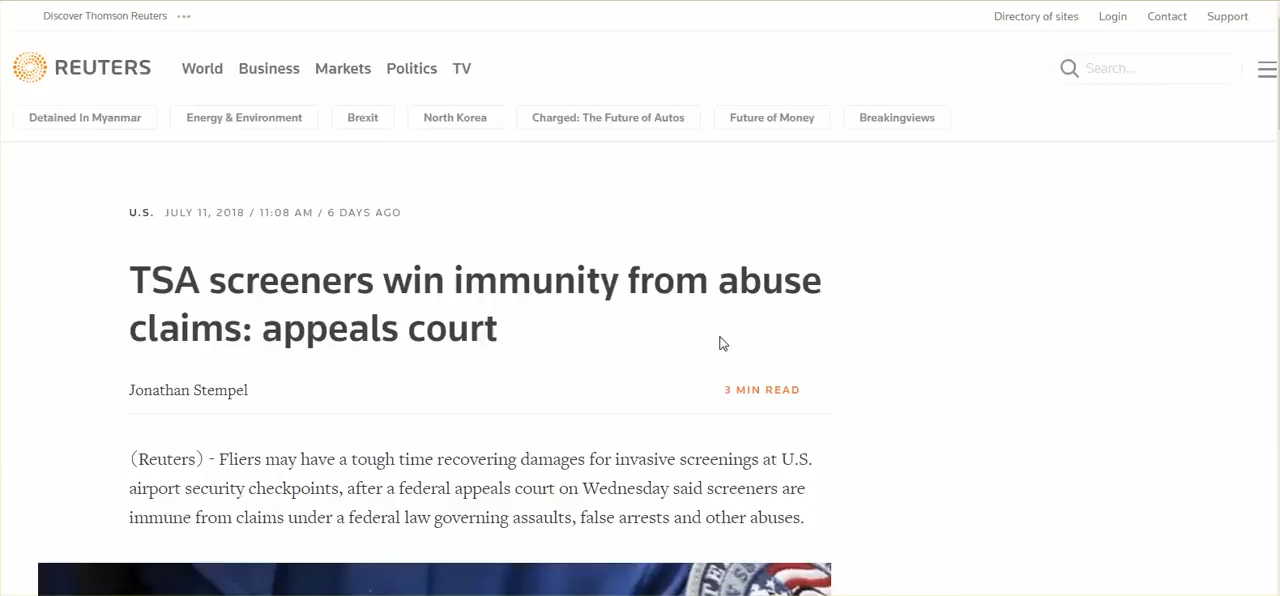 Discover Thomson Reuters ...
Directory of sites Login Contact Support
REUTERS World Business Markets Politics TV Search...
Detained In Myanmar Energy & Environment Brexit North Korea Charged: The Future of Autos Future of Money Breakingviews
U.S. JULY 11, 2018 / 11:08 AM / 6 DAYS AGO
TSA screeners win immunity from abuse
claims: appeals court
Jonathan Stempel 3 MIN READ
(Reuters) - Fliers may have a tough time recovering damages for invasive screenings at U.S.
airport security checkpoints, after a federal appeals court on Wednesday said screeners are
immune from claims under a federal law governing assaults, false arrests and other abuses.